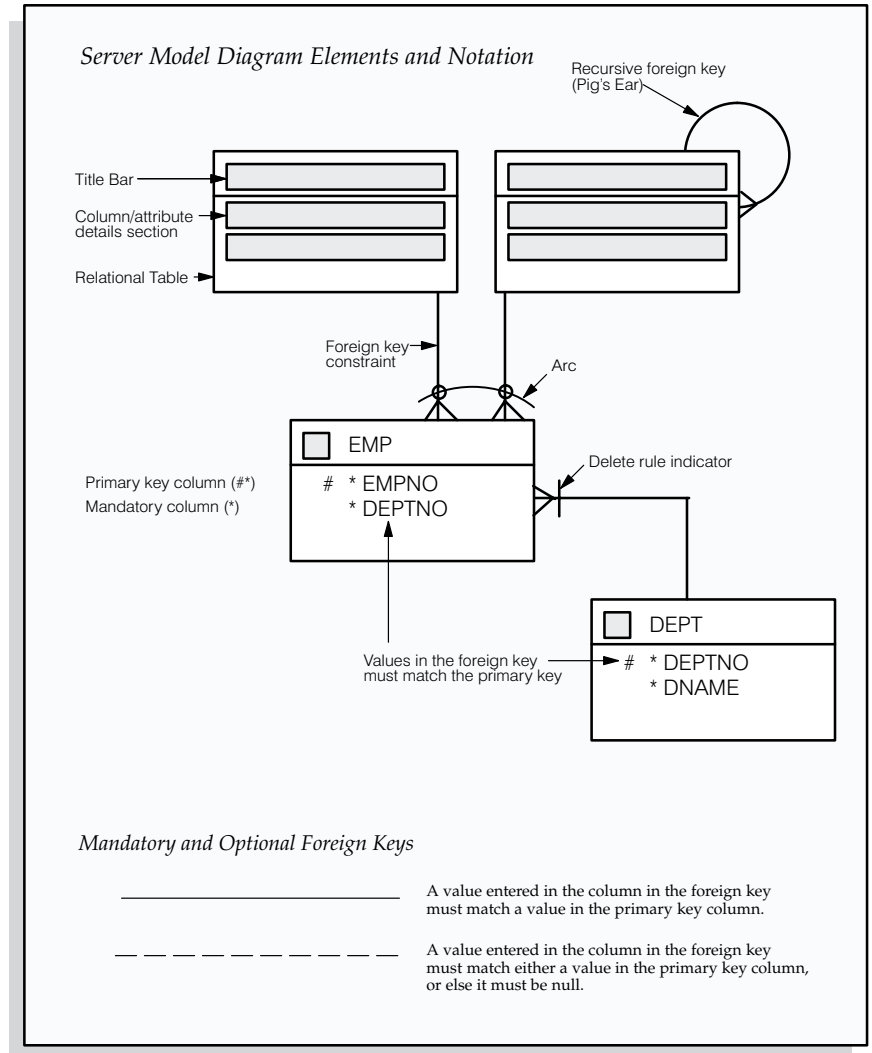 Server Model Diagram Elements and Notation
Recursive foreign key
(Pig's Ear)
Title Bar
Column/attribute
details section
Relational Table
Foreign key
constraint
Arc
EMP
Delete rule indicator
Primary key column (#*)
# * EMPNO
Mandatory column (*)
* DEPTNO
DEPT
Values in the foreign key
must match the primary key
# * DEPTNO
* DNAME
Mandatory and Optional Foreign Keys
A value entered in the column in the foreign key
must match a value in the primary key column.
A value entered in the column in the foreign key
must match either a value in the primary key column,
or else it must be null.